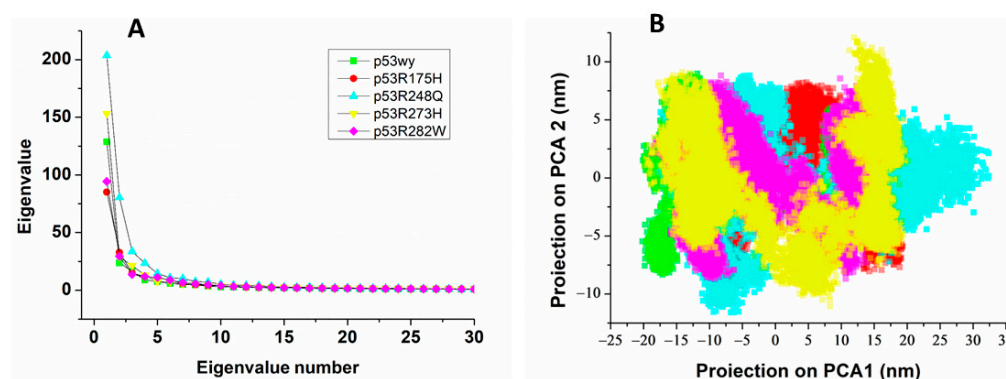 A
200
150
100
50
0
Eigenvalue
0
5
10
15
20
25
30
Eigenvalue number
p53wy
p53R175H
p53R248Q
p53R273H
p53R282W
B
10
5
0
−5
−10
Projection on PCA 2 (nm)
−25
−20
−15
−10
−5
0
5
10
15
20
25
30
3
Proiection on PCA1 (nm)